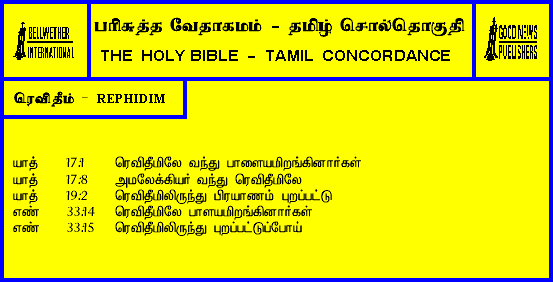 BELLWETHER
INTERNATIONAL
பரிசுத்த வேதாகமம் - தமிழ் சொல்தொகுதி
THE HOLY BIBLE - TAMIL CONCORDANCE
GOOD NEWS
PUBLISHERS
ரெவிதீம் - REPHIDIM
யாத் 17:1 ரெவிதீமிலே வந்து பாளையமிறங்கினார்கள்
யாத் 17:8 அமலேக்கியர் வந்து ரெவிதீமிலே
யாத் 19:2 ரெவிதீமிலிருந்து பிரயாணம் புறப்பட்டு
எண் 33:14 ரெவிதீமிலே பாளயமிறங்கினார்கள்
எண் 33:15 ரெவிதீமிலிருந்து புறப்பட்டுப்போய்